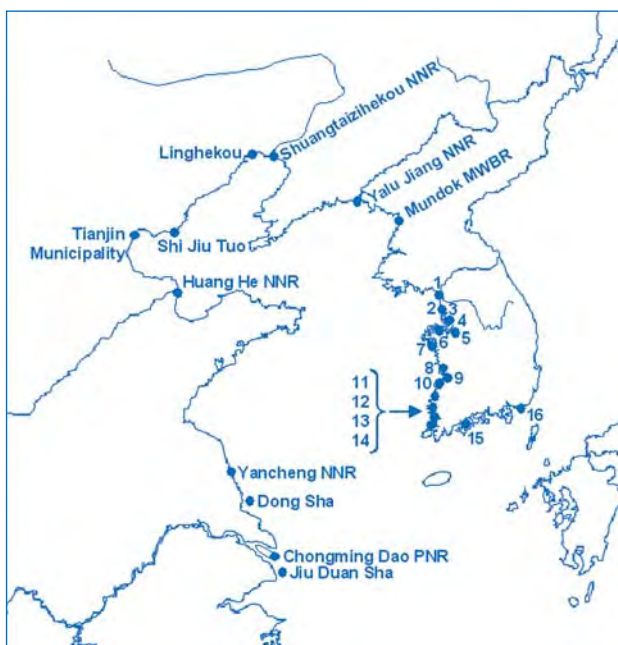 Shuangtaizihekou NNR
Linghekou
Yalu Jiang NNR
Mundok MWBR
Tianjin
Municipality
Shi Jiu Tuo
Huang He NNR
1
2
3
4
5
6
7
8
9
10
11
12
13
14
15
16
Yancheng NNR
Dong Sha
Chongming Dao PNR
Jiu Duan Sha